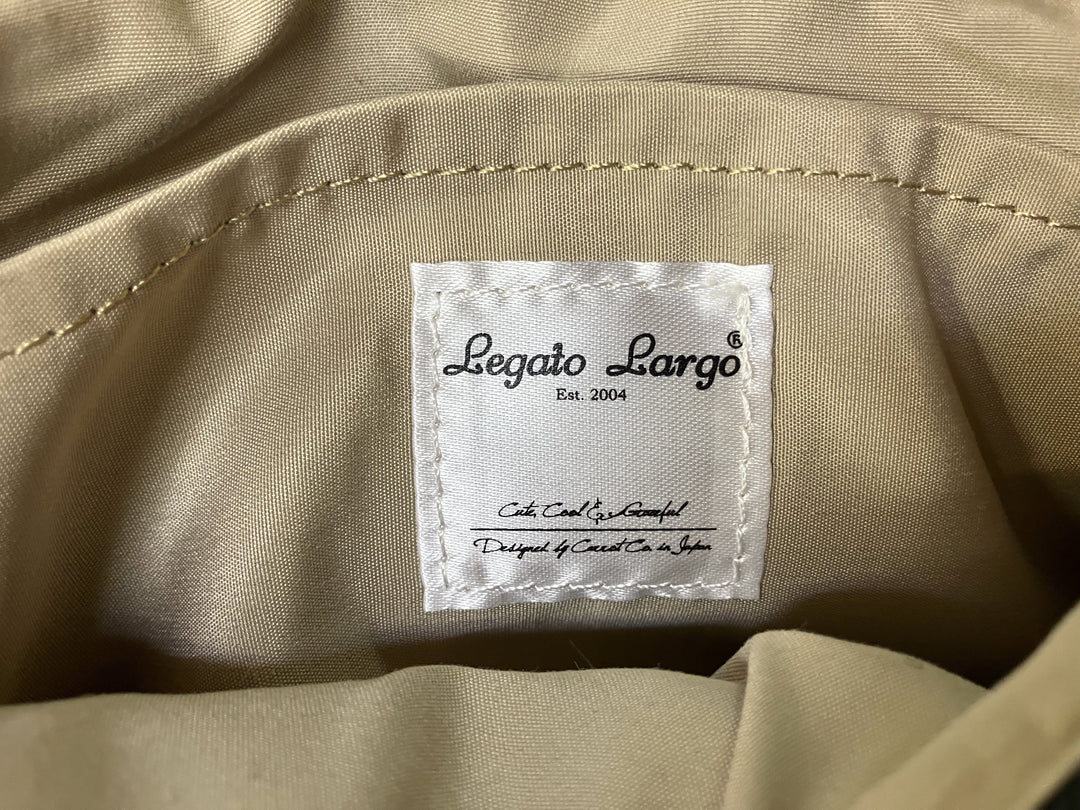 Legato Largo®
Est. 2004
Cute, Cool & Graceful
Designed by Carrot Co. in Japan